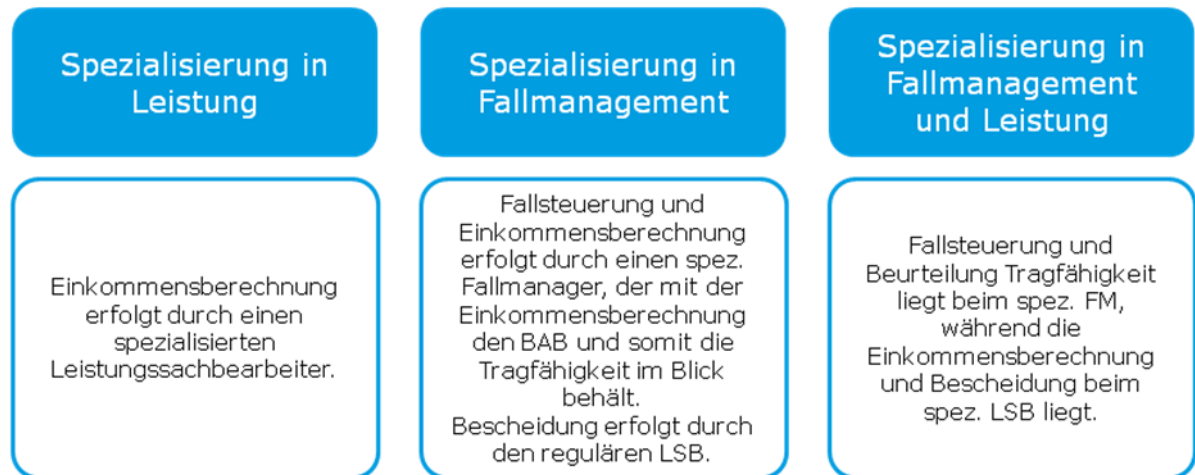 Spezialisierung in
Leistung
Einkommensberechnung
erfolgt durch einen
spezialisierten
Leistungssachbearbeiter.
Spezialisierung in
Fallmanagement
Fallsteuerung und
Einkommensberechnung
erfolgt durch einen spez.
Fallmanager, der mit der
Einkommensberechnung
den BAB und somit die
Tragfähigkeit im Blick
behält.
Bescheidung erfolgt durch
den regulären LSB.
Spezialisierung in
Fallmanagement
und Leistung
Fallsteuerung und
Beurteilung Tragfähigkeit
liegt beim spez. FM,
während die
Einkommensberechnung
und Bescheidung beim
spez. LSB liegt.